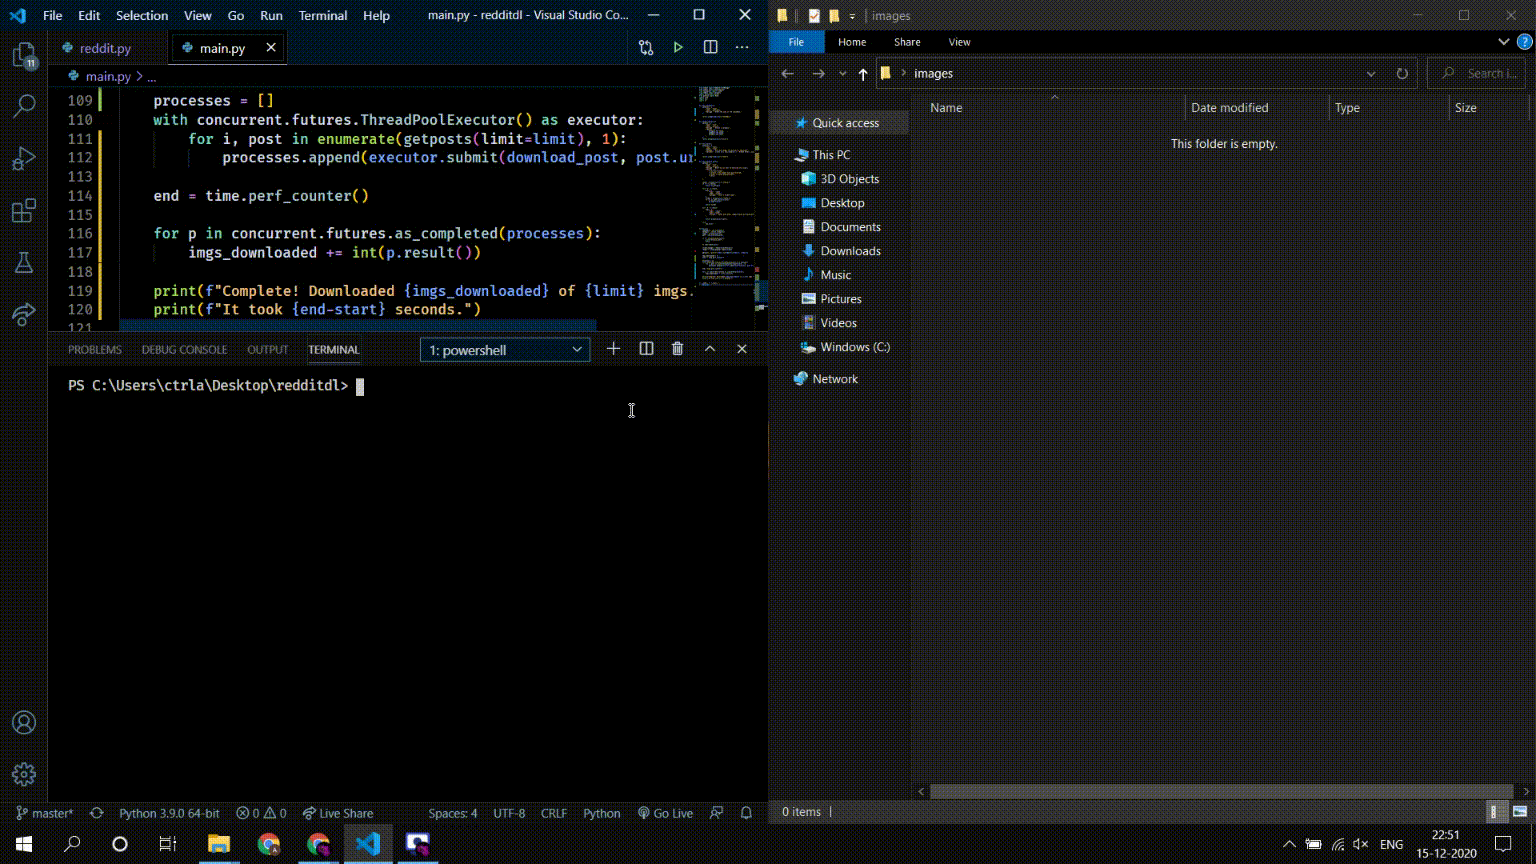 File Edit Selection View Go Run Terminal Help main.py - redditdl - Visual Studio Co...
reddit.py main.py
main.py > ...
109 processes = []
110 with concurrent.futures.ThreadPoolExecutor() as executor:
111 for i, post in enumerate(getposts(limit=limit), 1):
112 processes.append(executor.submit(download_post, post.ur
113
114 end = time.perf_counter()
115
116 for p in concurrent.futures.as_completed(processes):
117 imgs_downloaded += int(p.result())
118
119 print(f"Complete! Downloaded {imgs_downloaded} of {limit} imgs.
120 print(f"It took {end-start} seconds.")
121
11
PROBLEMS DEBUG CONSOLE OUTPUT TERMINAL 1: powershell
PS C:\Users\ctrla\Desktop\redditdl>
master* Python 3.9.0 64-bit 0 0 Live Share Spaces: 4 UTF-8 CRLF Python Go Live
images
File Home Share View
images Search i...
Name Date modified Type Size
This folder is empty.
Quick access
This PC
3D Objects
Desktop
Documents
Downloads
Music
Pictures
Videos
Windows (C:)
Network
0 items
ENG
22:51
15-12-2020